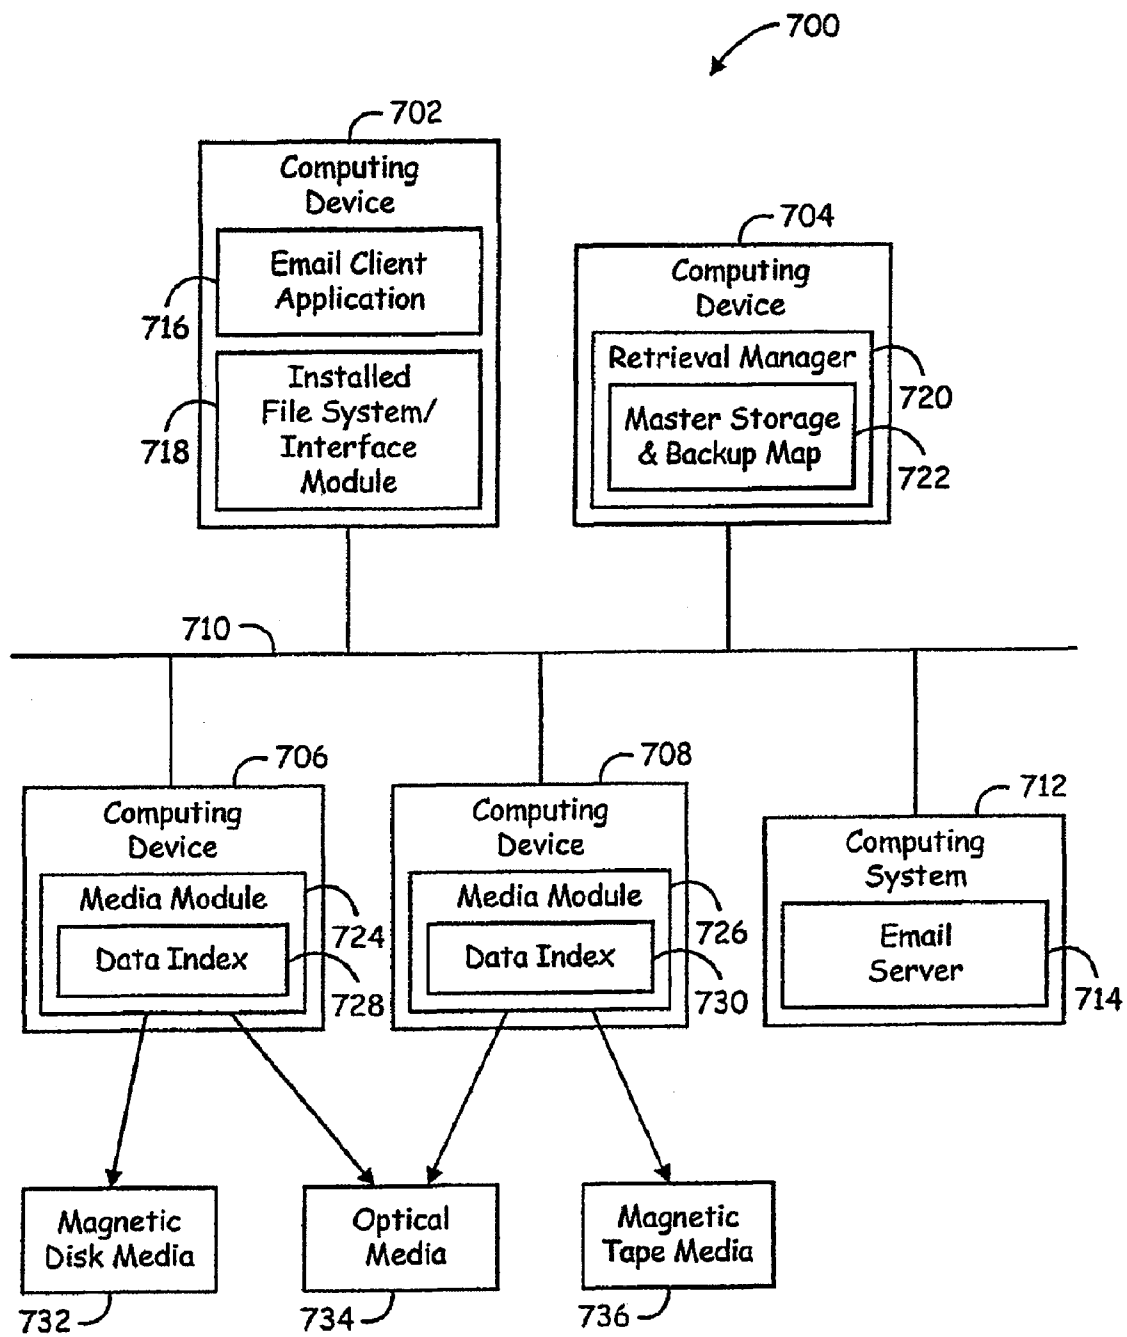 700
702
Computing
Device
Email Client
Application
716
Installed
File System/
Interface
Module
718
704
Computing
Device
Retrieval Manager
720
Master Storage
& Backup Map
722
710
706
Computing
Device
Media Module
724
Data Index
728
708
Computing
Device
Media Module
726
Data Index
730
712
Computing
System
Email
Server
714
Magnetic
Disk Media
732
Optical
Media
734
Magnetic
Tape Media
736